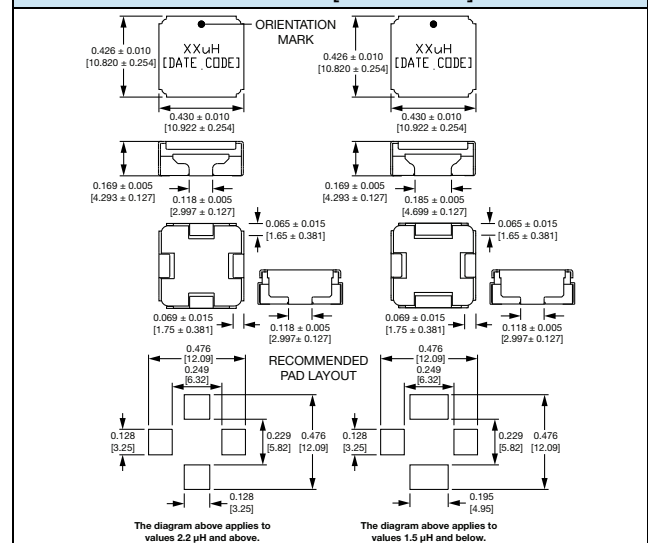 ORIENTATION
MARK
XXuH
[DATE CODE]
0.426 ± 0.010
[10.820 ± 0.254]
0.430 ± 0.010
[10.922 ± 0.254]
XXuH
[DATE CODE]
0.426 ± 0.010
[10.820 ± 0.254]
0.430 ± 0.010
[10.922 ± 0.254]
0.169 ± 0.005
[4.293 ± 0.127]
0.118 ± 0.005
[2.997 ± 0.127]
0.169 ± 0.005
[4.293 ± 0.127]
0.185 ± 0.005
[4.699 ± 0.127]
0.065 ± 0.015
[1.65 ± 0.381]
0.065 ± 0.015
[1.65 ± 0.381]
0.069 ± 0.015
[1.75 ± 0.381]
0.118 ± 0.005
[2.997± 0.127]
0.069 ± 0.015
[1.75 ± 0.381]
0.118 ± 0.005
[2.997± 0.127]
RECOMMENDED
PAD LAYOUT
0.476
[12.09]
0.249
[6.32]
0.128
[3.25]
0.229
[5.82]
0.476
[12.09]
0.128
[3.25]
0.476
[12.09]
0.249
[6.32]
0.128
[3.25]
0.229
[5.82]
0.476
[12.09]
0.195
[4.95]
The diagram above applies to
values 2.2 µH and above.
The diagram above applies to
values 1.5 µH and below.